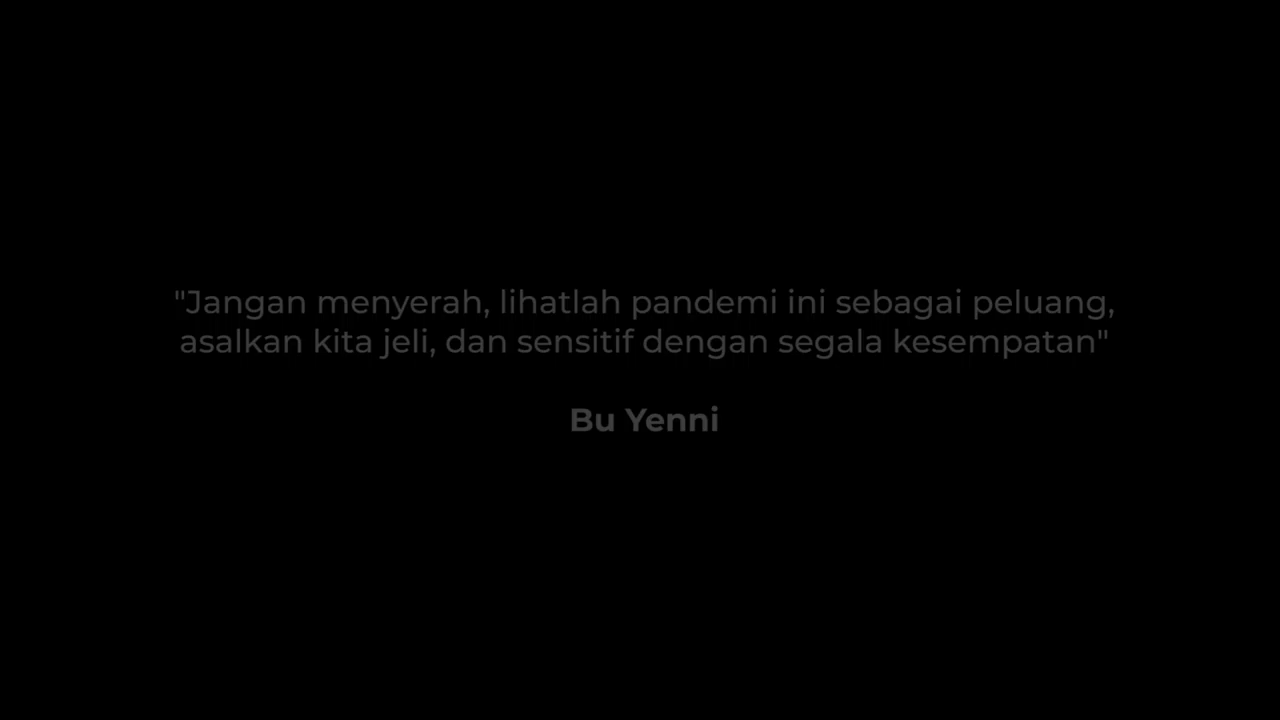 "Jangan menyerah, lihatlah pandemi ini sebagai peluang,
asalkan kita jeli, dan sensitif dengan segala kesempatan"
Bu Yenni